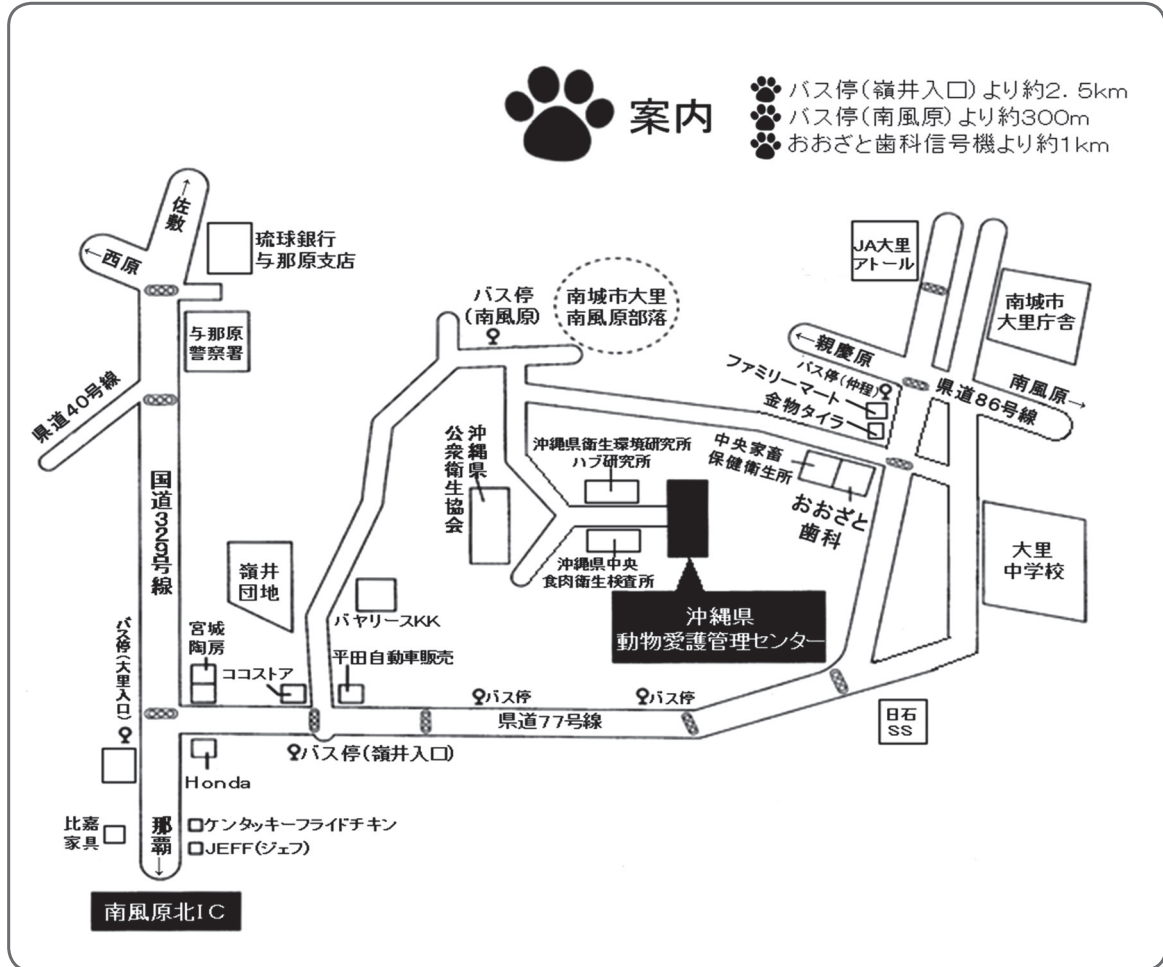 案内
バス停(嶺井入口)より約2.5km
バス停(南風原)より約300m
おおざと歯科信号機より約1km
↑佐敷
←西原
琉球銀行
与那原支店
与那原
警察署
県道40号線
国道329号線
バス停
(南風原)
南城市大里
南風原部落
JA大里
アトール
南城市
大里庁舎
←親慶原
バス停(仲程)
ファミリーマート
金物タイラ
県道86号線
南風原→
中央家畜
保健衛生所
おおざと
歯科
沖縄県
公衆衛生協会
沖縄県衛生環境研究所
ハブ研究所
沖縄県中央
食肉衛生検査所
沖縄県
動物愛護管理センター
大里
中学校
嶺井
団地
バヤリースKK
バス停(大里入口)
宮城
陶房
ココストア
平田自動車販売
バス停
バス停
県道77号線
バス停(嶺井入口)
日石
SS
Honda
比嘉
家具
那覇→
ケンタッキーフライドチキン
JEFF(ジェフ)
南風原北IC